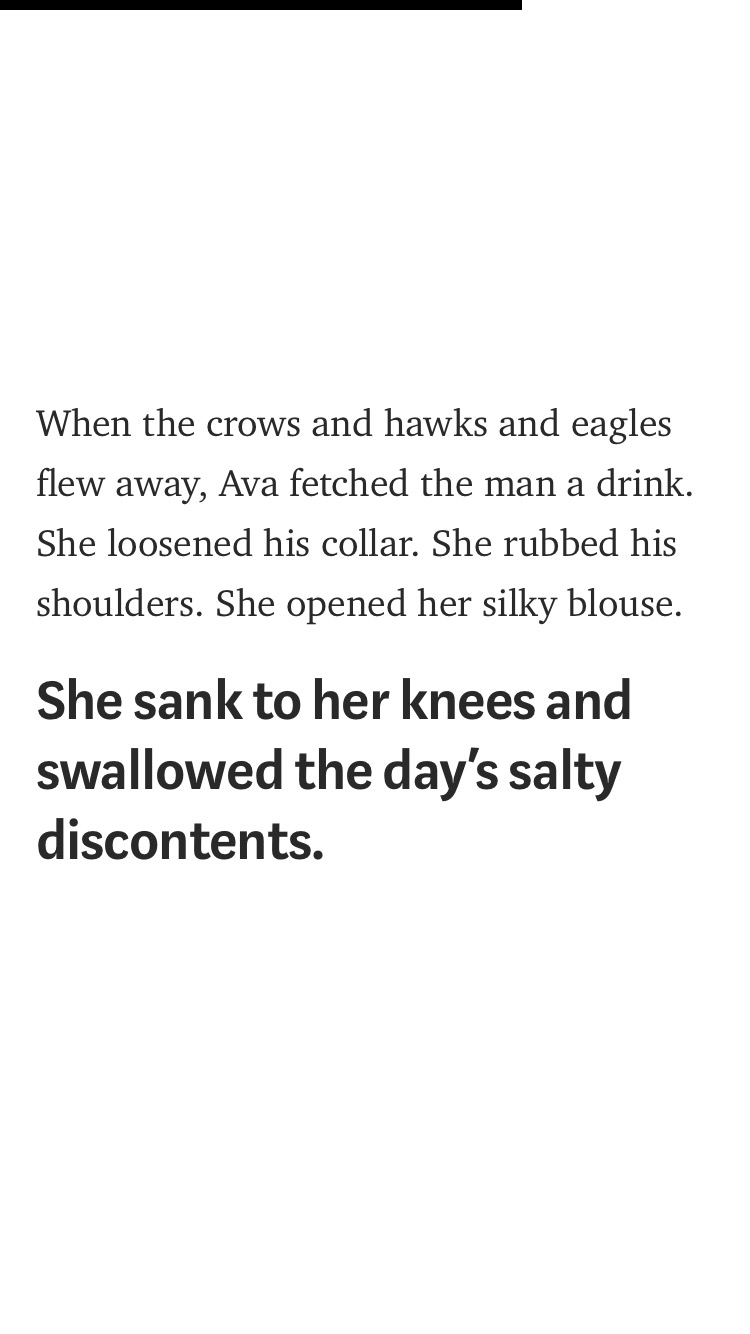 When the crows and hawks and eagles
flew away, Ava fetched the man a drink.
She loosened his collar. She rubbed his
shoulders. She opened her silky blouse.
She sank to her knees and
swallowed the day’s salty
discontents.